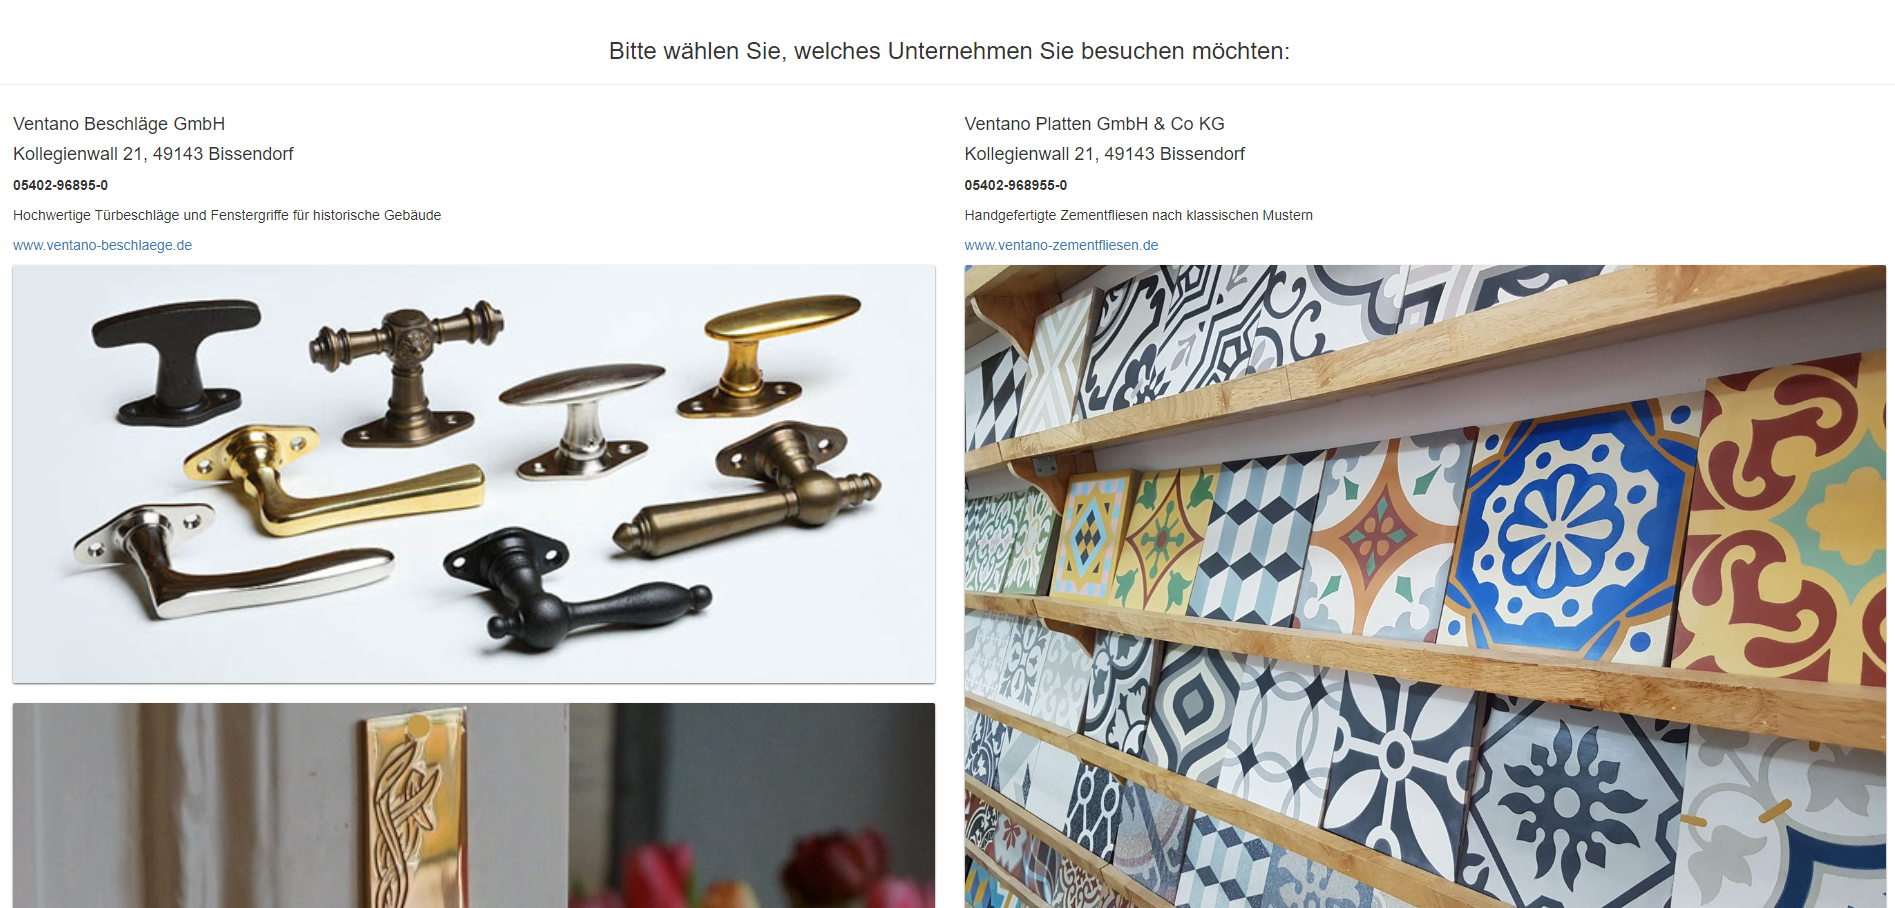 Bitte wählen Sie, welches Unternehmen Sie besuchen möchten:
Ventano Beschläge GmbH
Kollegienwall 21, 49143 Bissendorf
05402-96895-0
Hochwertige Türbeschläge und Fenstergriffe für historische Gebäude
www.ventano-beschlaege.de
Ventano Platten GmbH & Co KG
Kollegienwall 21, 49143 Bissendorf
05402-968955-0
Handgefertigte Zementfliesen nach klassischen Mustern
www.ventano-zementfliesen.de